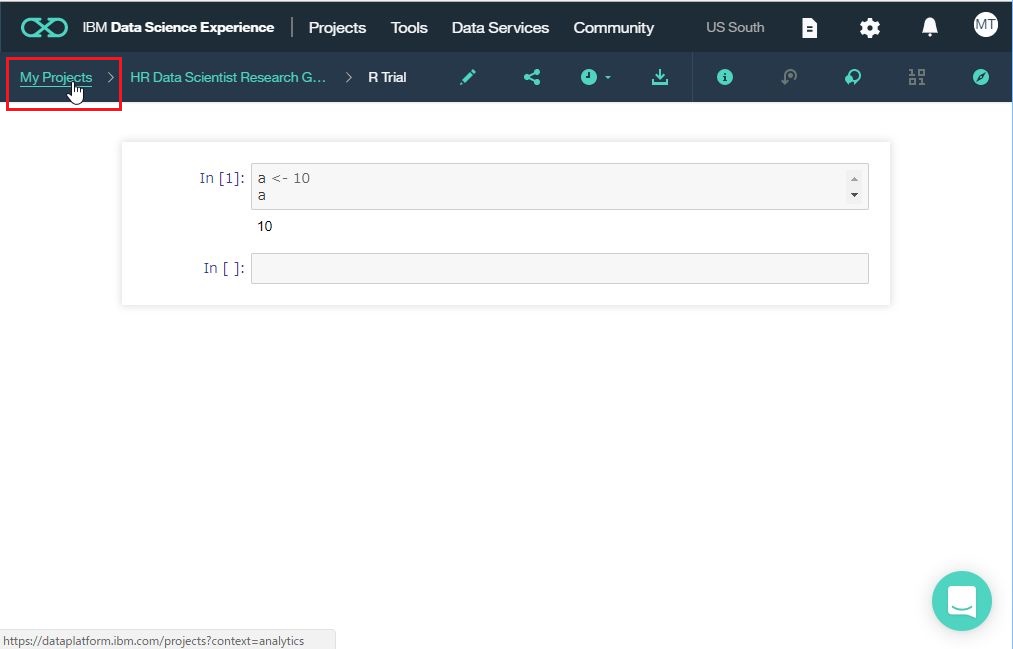 IBM Data Science Experience Projects Tools Data Services Community US South MT
My Projects > HR Data Scientist Research G... > R Trial
In [1]: a <- 10
a
10
In [ ]:
https://dataplatform.ibm.com/projects?context=analytics